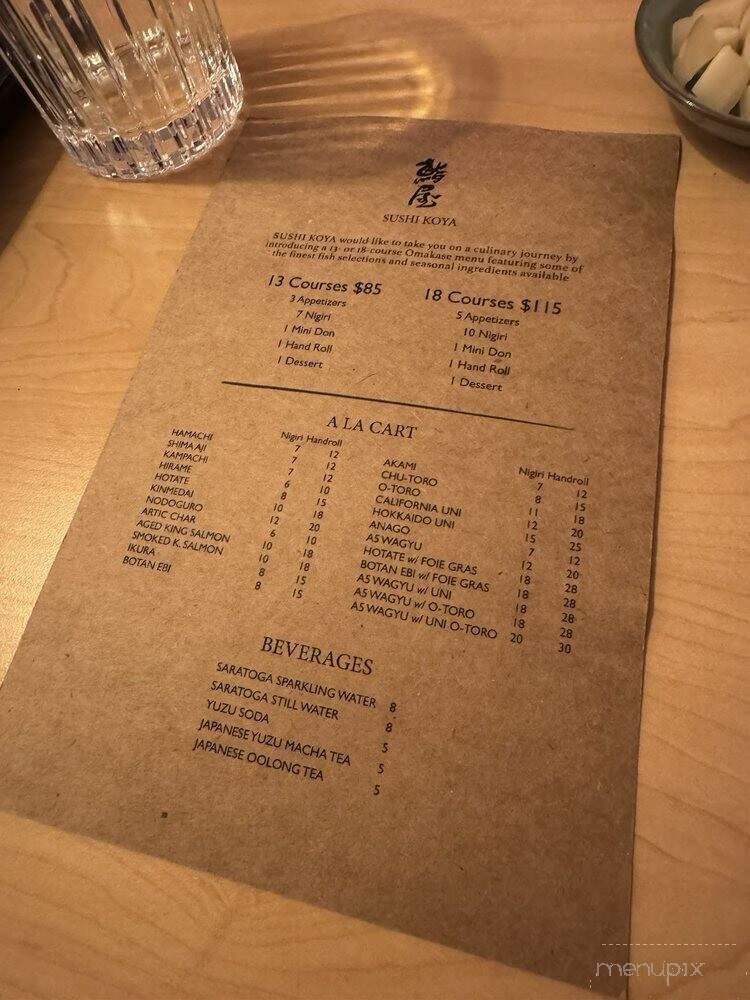 鮨屋
SUSHI KOYA
SUSHI KOYA would like to take you on a culinary journey by
introducing a 13- or 18-course Omakase menu featuring some of
the finest fish selections and seasonal ingredients available
13 Courses $85
3 Appetizers
7 Nigiri
1 Mini Don
1 Hand Roll
1 Dessert
18 Courses $115
5 Appetizers
10 Nigiri
1 Mini Don
1 Hand Roll
1 Dessert
A LA CART
Nigiri Handroll
HAMACHI 7 12
SHIMA AJI 7 12
KAMPACHI 7 12
HIRAME 6 10
HOTATE 8 15
KINMEDAI 10 18
NODOGURO 12 20
ARTIC CHAR 6 10
AGED KING SALMON 10 18
SMOKED K. SALMON 10 18
IKURA 8 15
BOTAN EBI 8 15
Nigiri Handroll
AKAMI 7 12
CHU-TORO 8 15
O-TORO 11 18
CALIFORNIA UNI 12 20
HOKKAIDO UNI 15 25
ANAGO 7 12
A5 WAGYU 12 20
HOTATE w/ FOIE GRAS 18 28
BOTAN EBI w/ FOIE GRAS 18 28
A5 WAGYU w/ UNI 18 28
A5 WAGYU w/ O-TORO 18 28
A5 WAGYU w/ UNI O-TORO 20 30
BEVERAGES
SARATOGA SPARKLING WATER 8
SARATOGA STILL WATER 8
YUZU SODA 5
JAPANESE YUZU MACHA TEA 5
JAPANESE OOLONG TEA 5
menupix